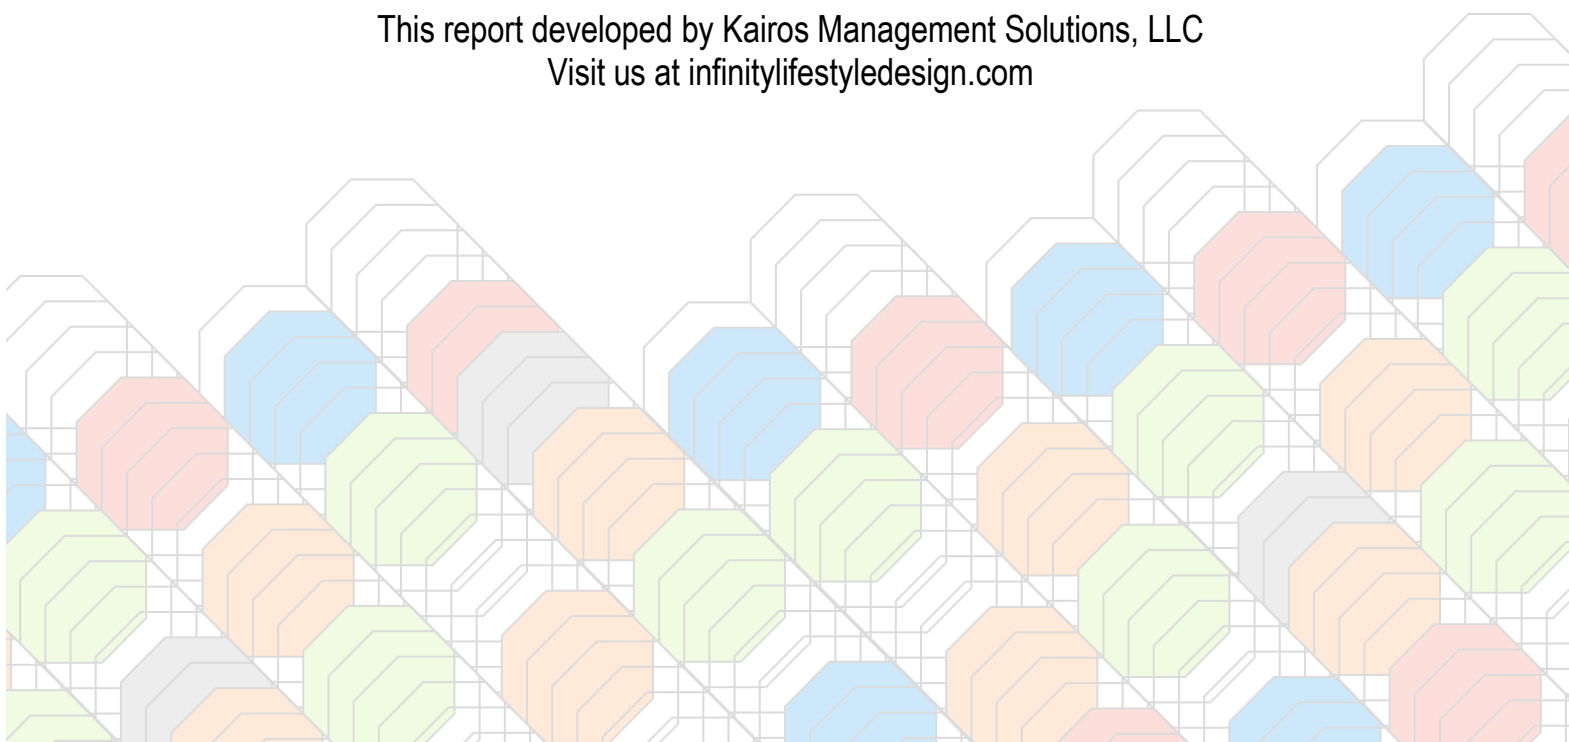 This report developed by Kairos Management Solutions, LLC
Visit us at infinitylifestyledesign.com